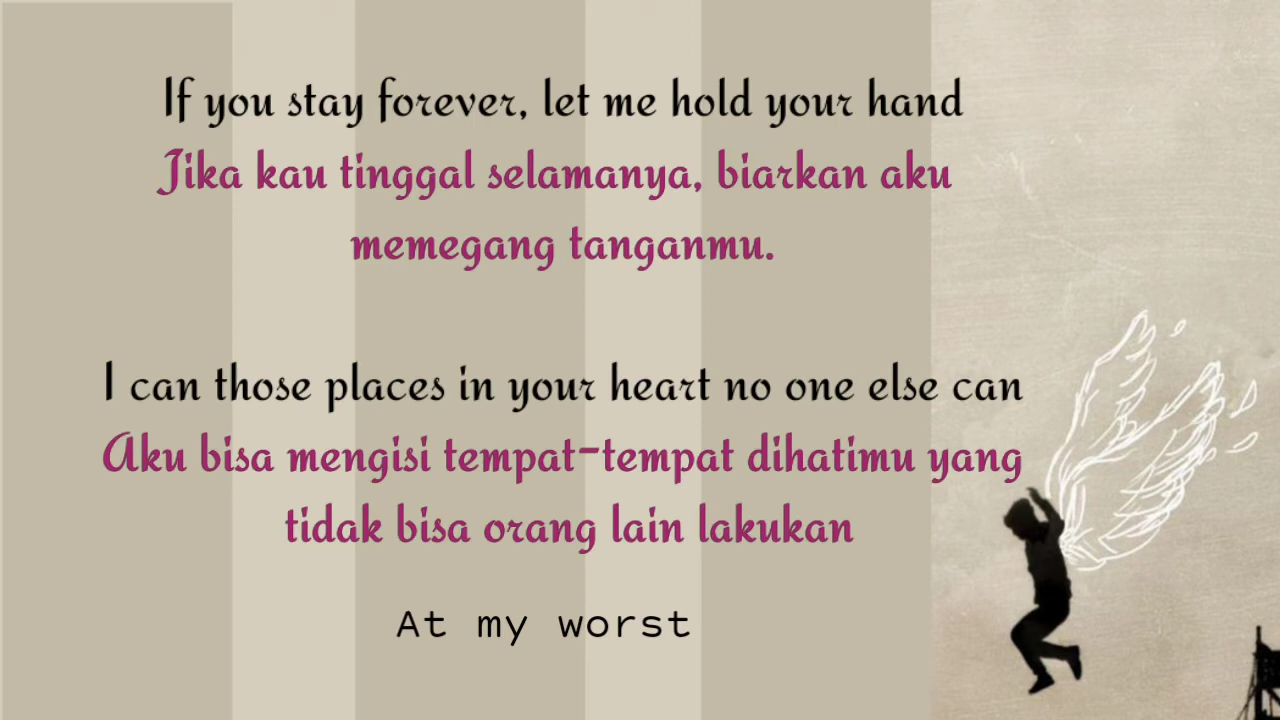 If you stay forever, let me hold your hand
Jika kau tinggal selamanya, biarkan aku
memegang tanganmu.
I can those places in your heart no one else can
Aku bisa mengisi tempat-tempat dihatimu yang
tidak bisa orang lain lakukan
At my worst